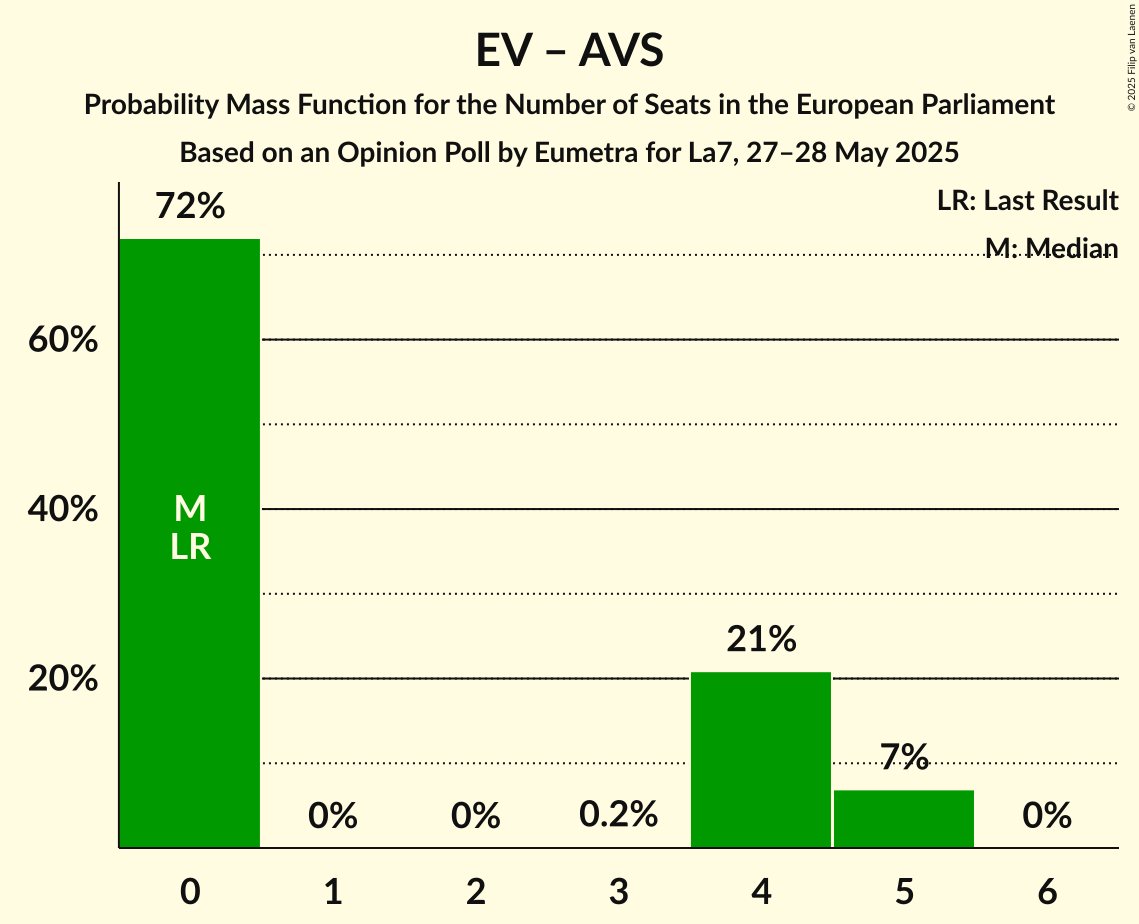 EV – AVS
Probability Mass Function for the Number of Seats in the European Parliament
Based on an Opinion Poll by Eumetra for La7, 27–28 May 2025
© 2025 Filip van Laenen
LR: Last Result
M: Median
72%
60%
40%
20%
M
LR
0%
0%
0.2%
21%
7%
0%
0
1
2
3
4
5
6